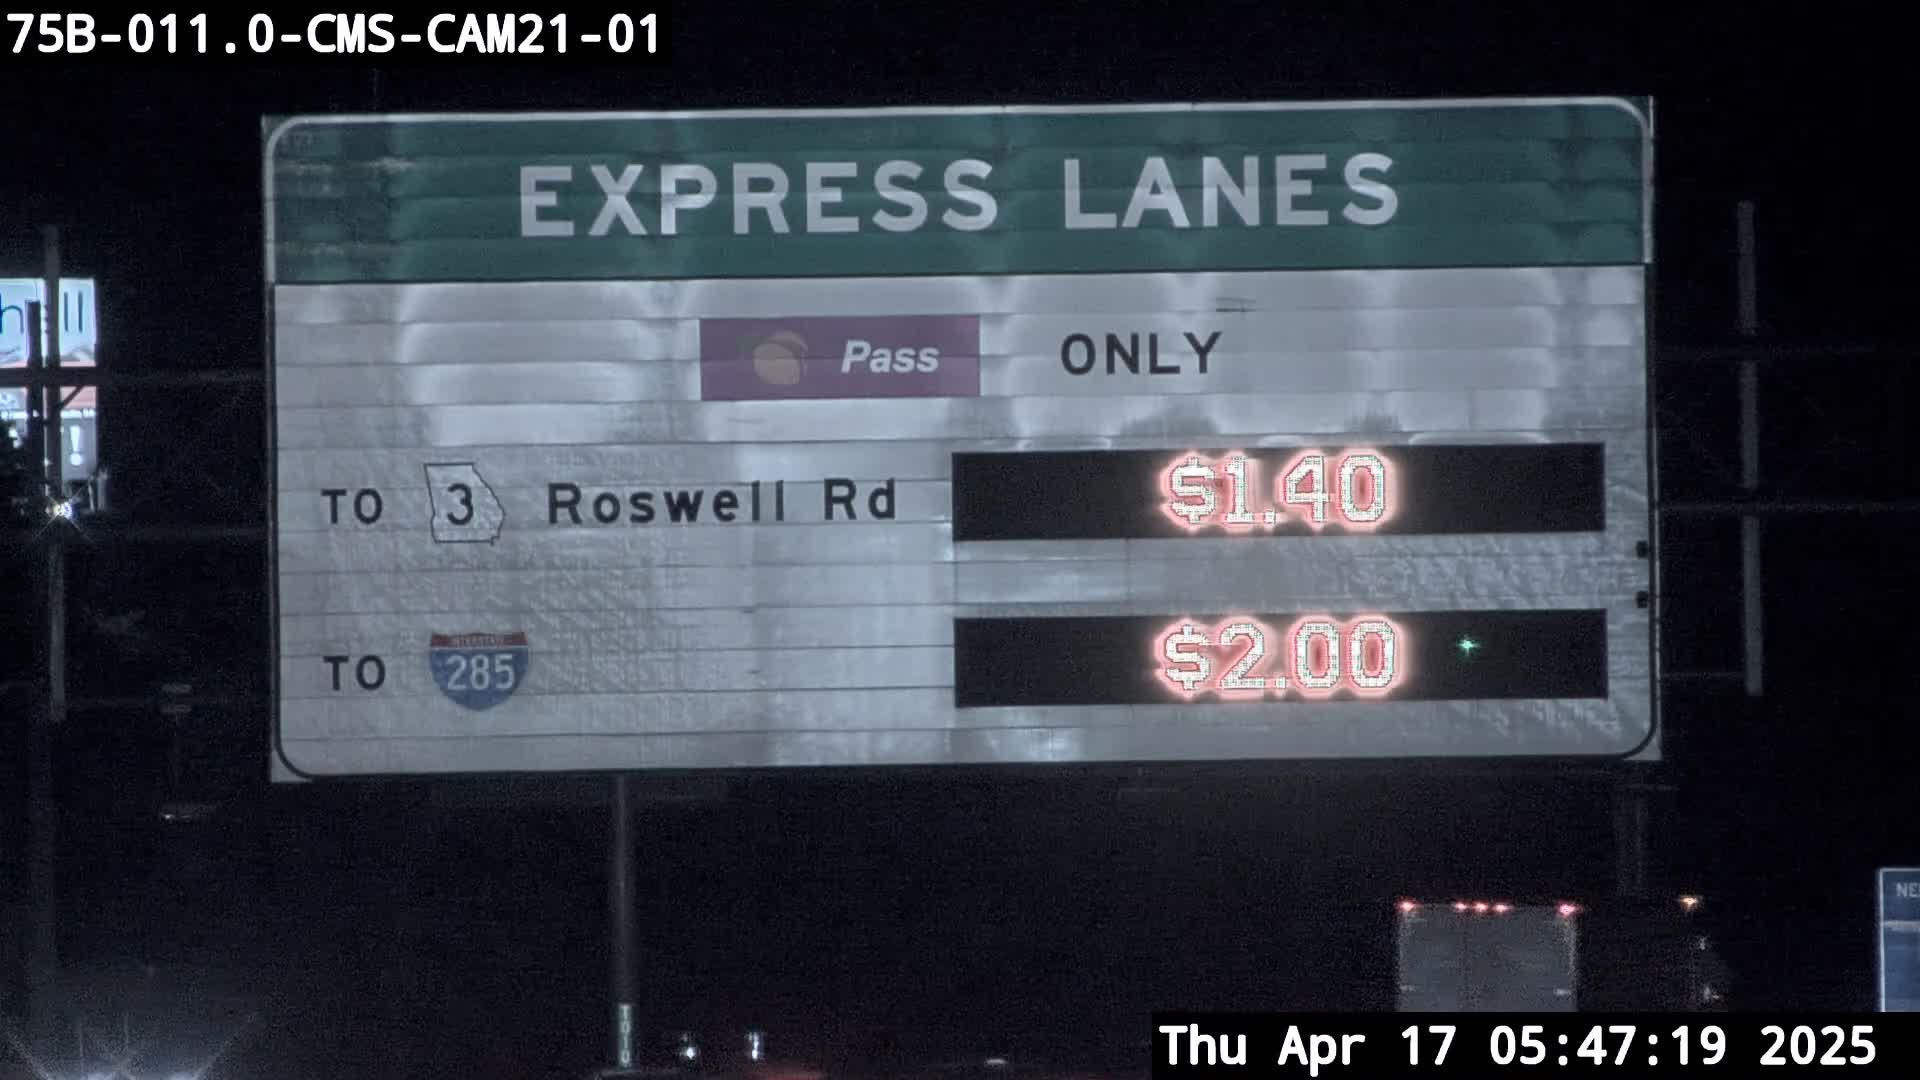 75B-011.0-CMS-CAM21-01
EXPRESS LANES
Pass ONLY
TO 3 Roswell Rd $1.40
INTERSTATE
TO 285 $2.00
Thu Apr 17 05:47:19 2025